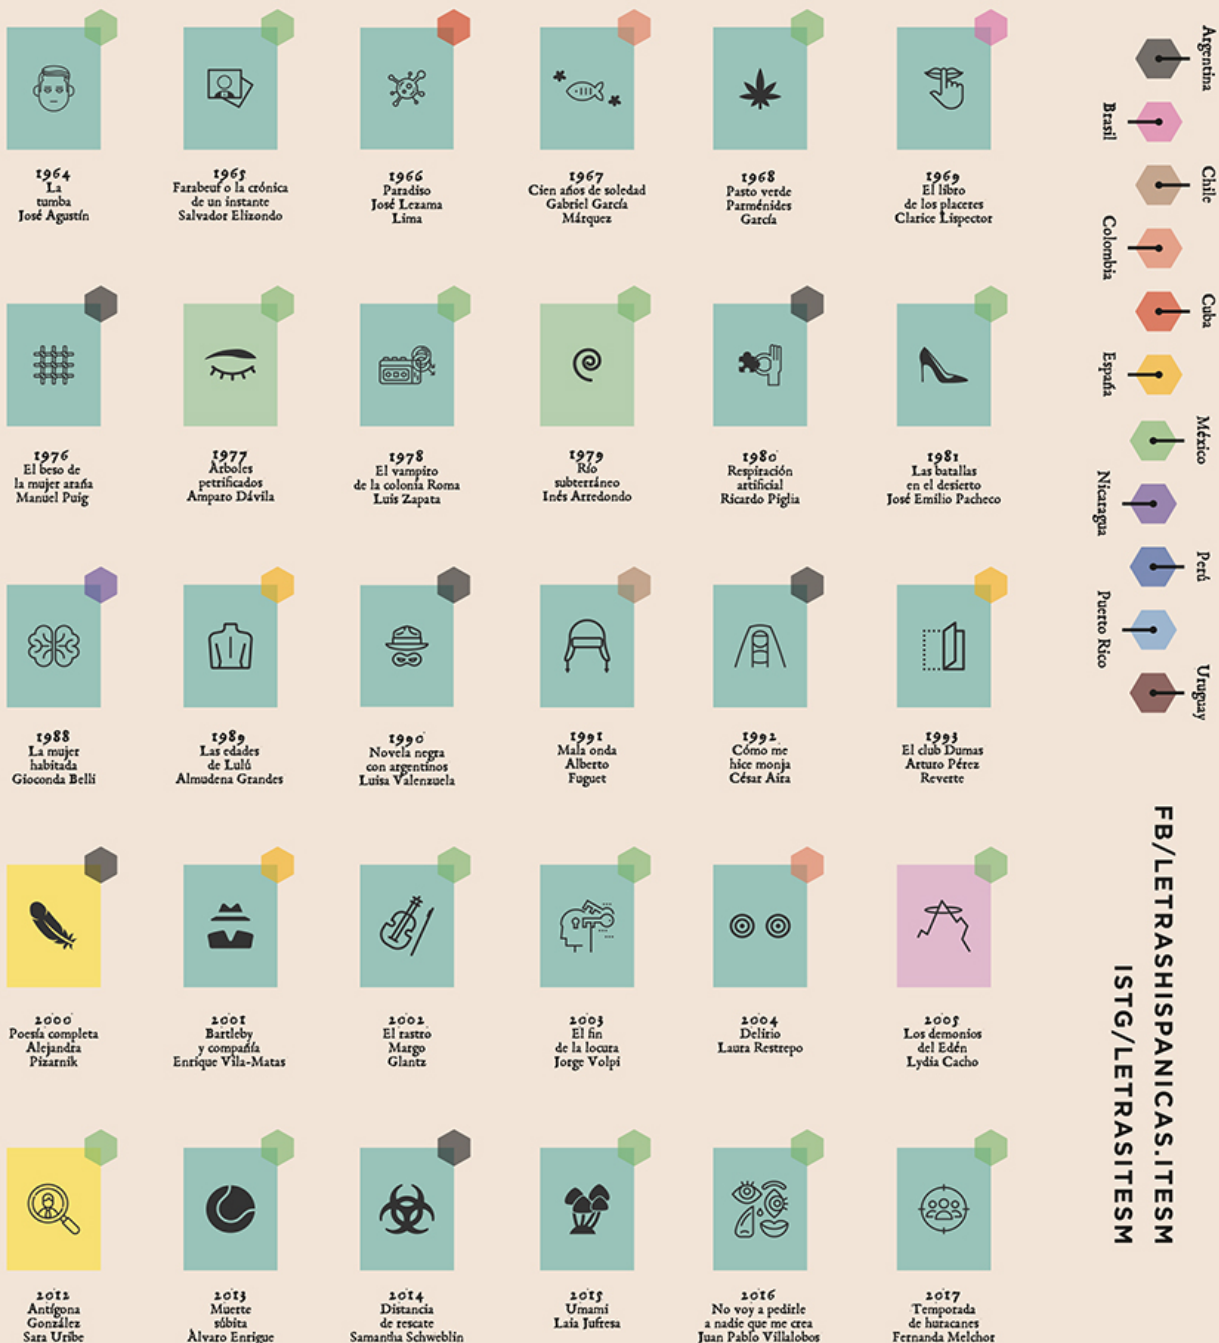 1964
La
tumba
José Agustín
1965
Farabeuf o la crónica
de un instante
Salvador Elizondo
1966
Paradiso
José Lezama
Lima
1967
Cien años de soledad
Gabriel García
Márquez
1968
Pasto verde
Parménides
García
1969
El libro
de los placeres
Clarice Lispector
1976
El beso de
la mujer araña
Manuel Puig
1977
Árboles
petrificados
Amparo Dávila
1978
El vampiro
de la colonia Roma
Luis Zapata
1979
Río
subterráneo
Inés Arredondo
1980
Respiración
artificial
Ricardo Piglia
1981
Las batallas
en el desierto
José Emilio Pacheco
1988
La mujer
habitada
Gioconda Belli
1989
Las edades
de Lulú
Almudena Grandes
1990
Novela negra
con argentinos
Luisa Valenzuela
1991
Mala onda
Alberto
Fuguet
1992
Cómo me
hice monja
César Aira
1993
El club Dumas
Arturo Pérez
Reverte
2000
Poesía completa
Alejandra
Pizarnik
2001
Bartleby
y compañía
Enrique Vila-Matas
2002
El rastro
Margo
Glantz
2003
El fin
de la locura
Jorge Volpi
2004
Delirio
Laura Restrepo
2005
Los demonios
del Edén
Lydia Cacho
2012
Antígona
González
Sara Uribe
2013
Muerte
súbita
Álvaro Enrigue
2014
Distancia
de rescate
Samantha Schweblin
2015
Umami
Laia Jufresa
2016
No voy a pedirle
a nadie que me crea
Juan Pablo Villalobos
2017
Temporada
de huracanes
Fernanda Melchor
Argentina
Brasil
Chile
Colombia
Cuba
España
México
Nicaragua
Perú
Puerto Rico
Uruguay
FB/LETRASHISPANICAS.ITESM
ISTG/LETRASITESM